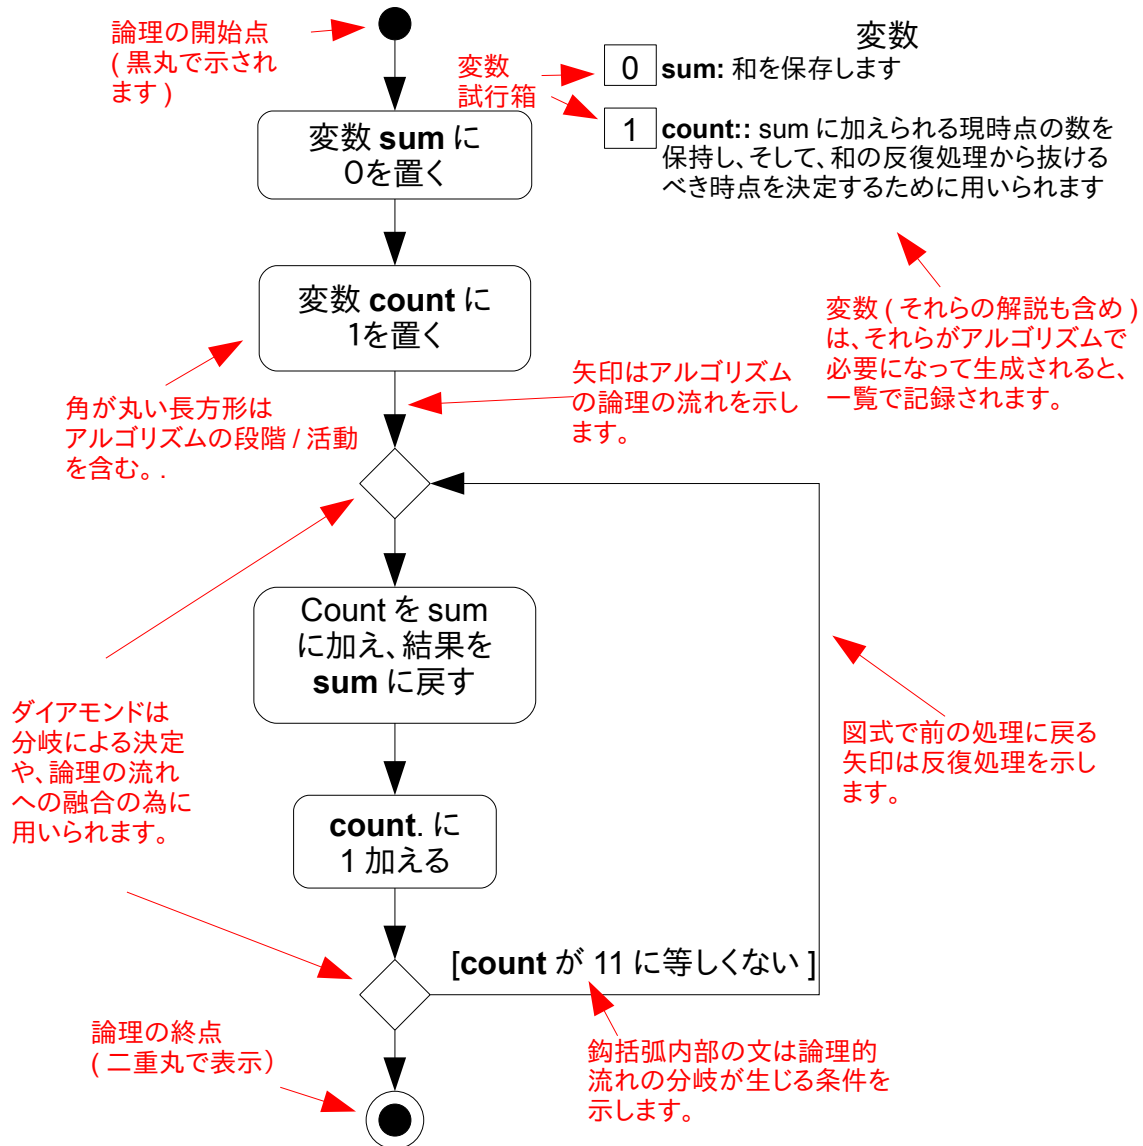 論理の開始点
( 黒丸で示され
ます )
変数
試行箱
変数
0 sum: 和を保存します
1 count:: sum に加えられる現時点の数を
保持し、そして、和の反復処理から抜ける
べき時点を決定するために用いられます
変数 sum に
0を置く
変数 count に
1を置く
変数 ( それらの解説も含め )
は、それらがアルゴリズムで
必要になって生成されると、
一覧で記録されます。
矢印はアルゴリズム
の論理の流れを示し
ます。
角が丸い長方形は
アルゴリズムの段階 / 活動
を含む。.
Count を sum
に加え、結果を
sum に戻す
ダイアモンドは
分岐による決定
や、論理の流れ
への融合の為に
用いられます。
図式で前の処理に戻る
矢印は反復処理を示し
ます。
count. に
1 加える
[count が 11 に等しくない ]
論理の終点
( 二重丸で表示）
鈎括弧内部の文は論理的
流れの分岐が生じる条件を
示します。